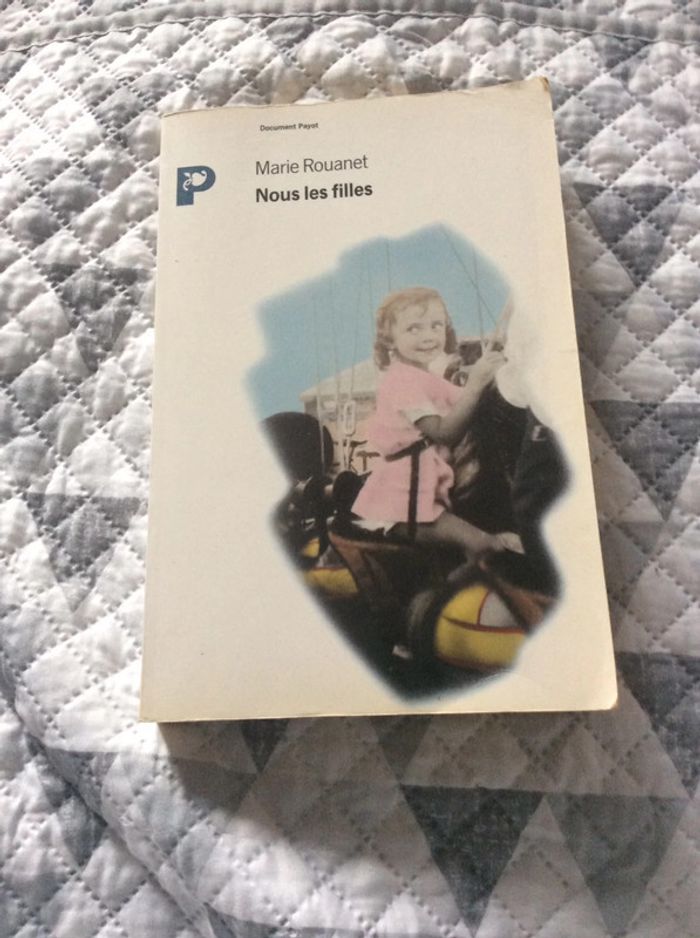 Document Payot
Marie Rouanet
Nous les filles